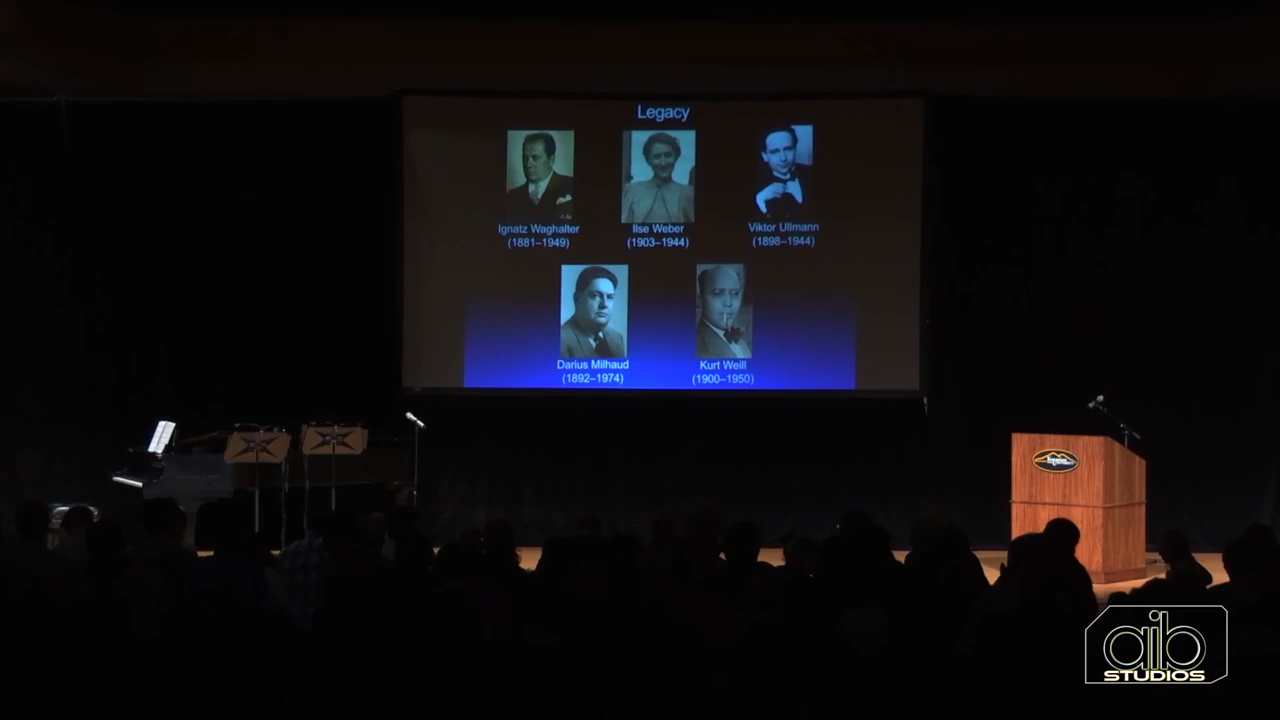 Legacy
Ignatz Waghalter
(1881–1949)
Ilse Weber
(1903–1944)
Viktor Ullmann
(1898–1944)
Darius Milhaud
(1892–1974)
Kurt Weill
(1900–1950)
aib
STUDIOS